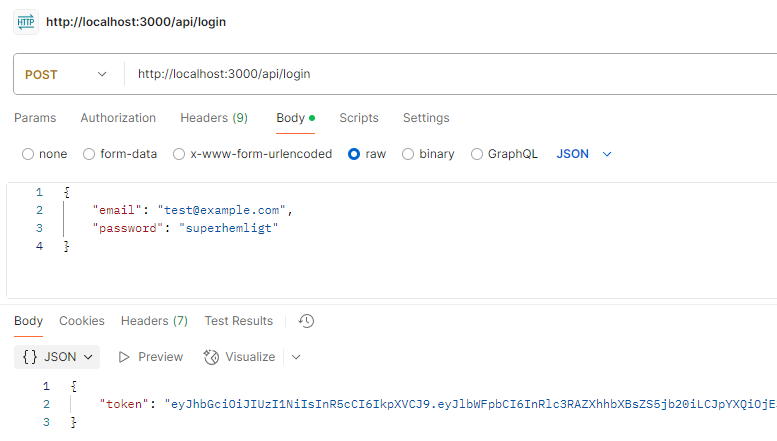 HTTP http://localhost:3000/api/login
POST http://localhost:3000/api/login
Params Authorization Headers (9) Body Scripts Settings
none form-data x-www-form-urlencoded raw binary GraphQL JSON
1 {
2 "email": "test@example.com",
3 "password": "superhemligt"
4 }
Body Cookies Headers (7) Test Results
{} JSON Preview Visualize
1 {
2 "token": "eyJhbGciOiJIUzI1NiIsInR5cCI6IkpXVCJ9.eyJlbWFpbCI6InRlc3RAZXhhbXBsZS5jb20iLCJpYXQiOjE
3 }